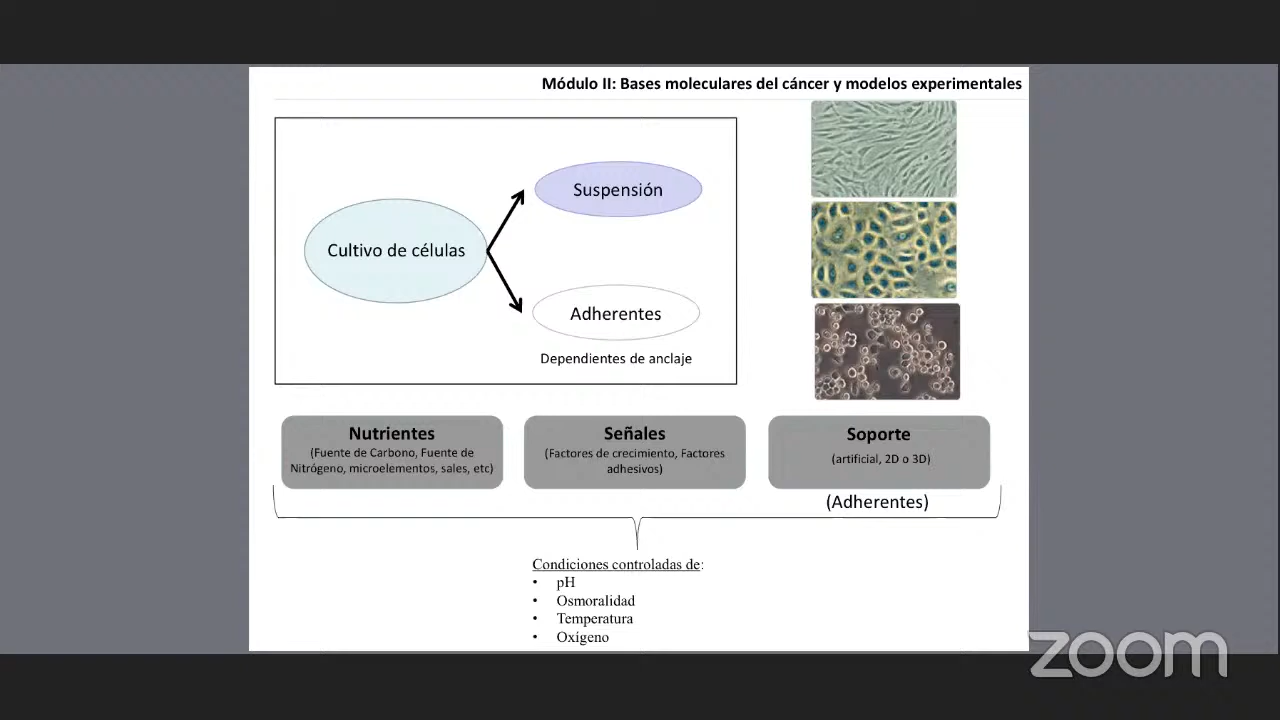 Módulo II: Bases moleculares del cáncer y modelos experimentales
Suspensión
Cultivo de células
Adherentes
Dependientes de anclaje
Nutrientes
(Fuente de Carbono, Fuente de
Nitrógeno, microelementos, sales, etc)
Señales
(Factores de crecimiento, Factores
adhesivos)
Soporte
(artificial, 2D o 3D)
(Adherentes)
Condiciones controladas de:
• pH
• Osmoralidad
• Temperatura
• Oxígeno
zoom